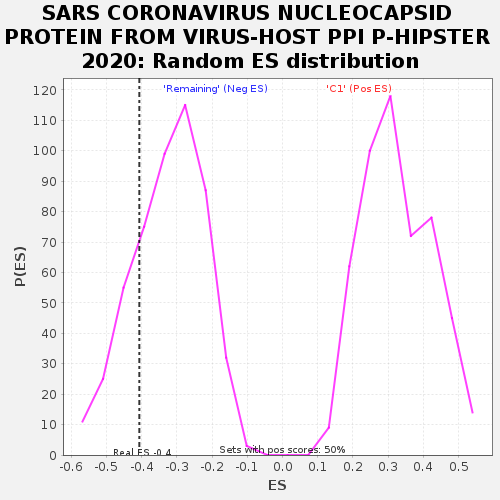 SARS CORONAVIRUS NUCLEOCAPSID
PROTEIN FROM VIRUS-HOST PPI P-HIPSTER
2020: Random ES distribution
'Remaining' (Neg ES)
'C1' (Pos ES)
120
110
100
90
80
70
60
50
40
30
20
10
0
P(ES)
Real ES -0.4
Sets with pos scores: 50%
-0.6 -0.5 -0.4 -0.3 -0.2 -0.1 0.0 0.1 0.2 0.3 0.4 0.5
ES